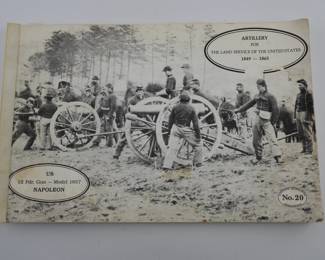 ARTILLERY
FOR
THE LAND SERVICE OF THE UNITED STATES
1849 — 1865
US
12 Pdr. Gun — Model 1857
NAPOLEON
No. 20